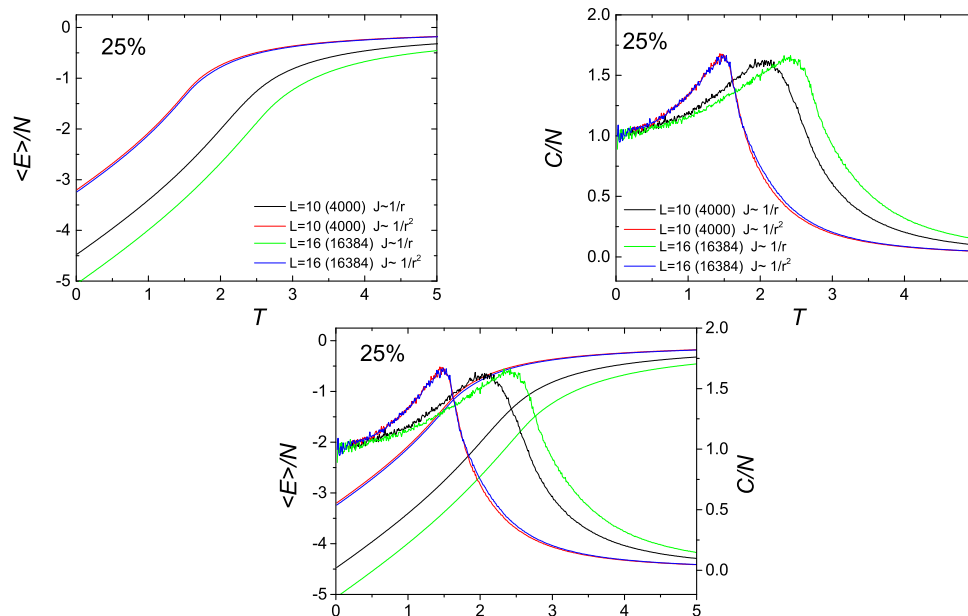 25%
0
-1
-2
-3
-4
-5
<E>/N
L=10 (4000) J~1/r
L=10 (4000) J~ 1/r²
L=16 (16384) J~1/r
L=16 (16384) J~ 1/r²
0 1 2 3 4 5
T
25%
2.0
1.5
1.0
0.5
0.0
C/N
L=10 (4000) J~1/r
L=10 (4000) J~ 1/r²
L=16 (16384) J~1/r
L=16 (16384) J~ 1/r²
0 1 2 3 4
T
25%
0
-1
-2
-3
-4
-5
<E>/N
2.0
1.5
1.0
0.5
0.0
C/N
0 1 2 3 4 5